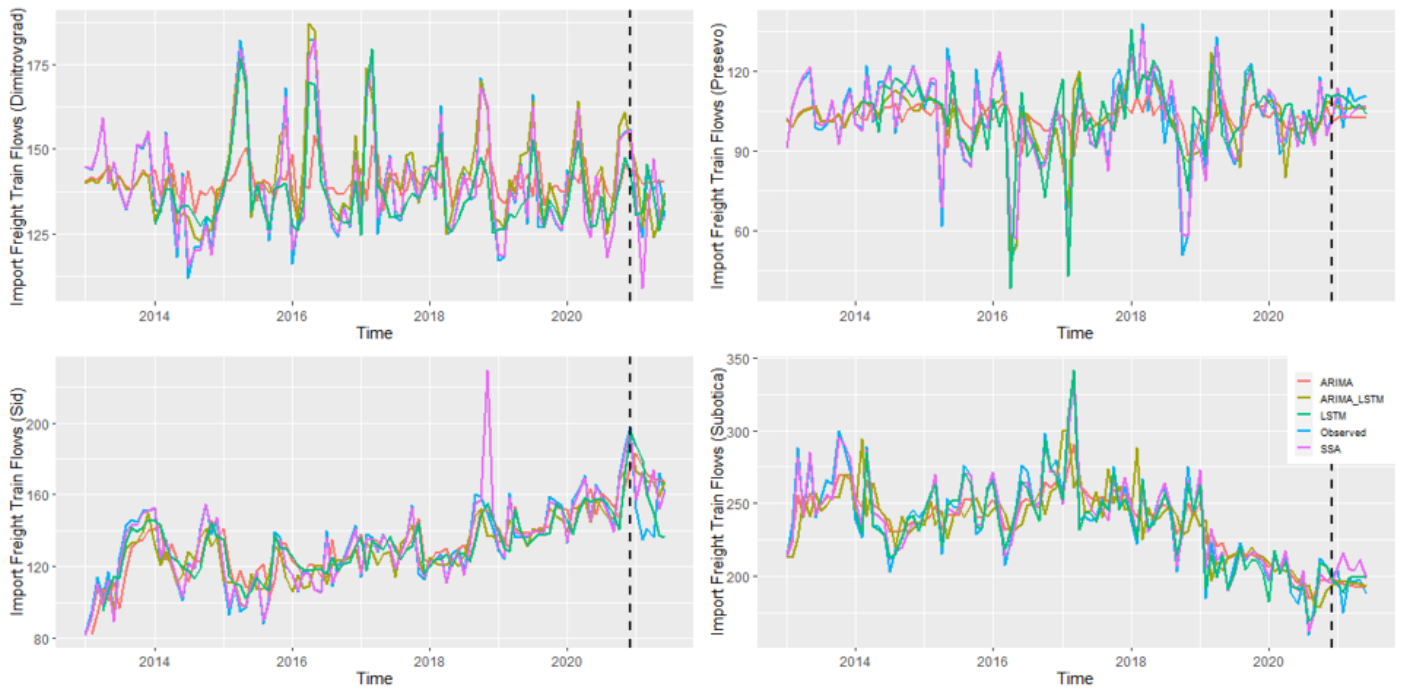 Import Freight Train Flows (Dimitrovgrad)
175
150
125
2014
2016
2018
2020
Time
Import Freight Train Flows (Presevo)
120
90
60
2014
2016
2018
2020
Time
Import Freight Train Flows (Sid)
200
160
120
80
2014
2016
2018
2020
Time
Import Freight Train Flows (Subotica)
350
300
250
200
2014
2016
2018
2020
Time
ARIMA
ARIMA_LSTM
LSTM
Observed
SSA